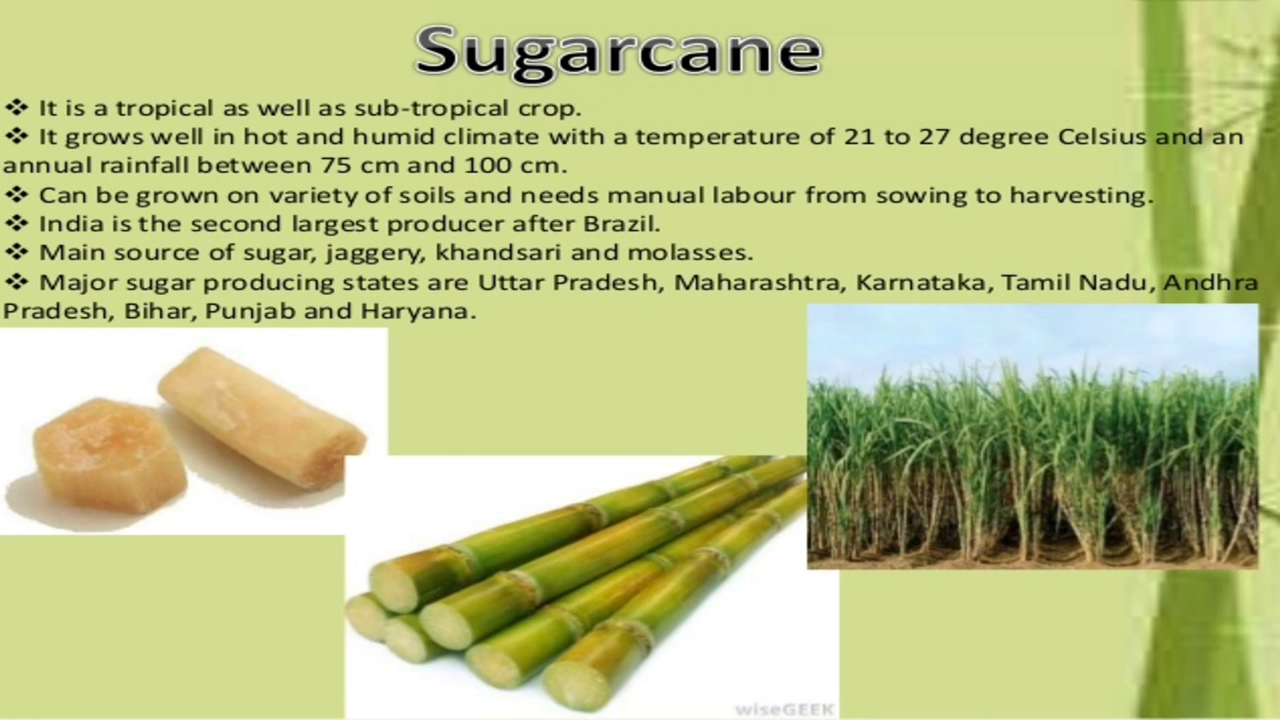 Sugarcane
❖ It is a tropical as well as sub-tropical crop.
❖ It grows well in hot and humid climate with a temperature of 21 to 27 degree Celsius and an
annual rainfall between 75 cm and 100 cm.
❖ Can be grown on variety of soils and needs manual labour from sowing to harvesting.
❖ India is the second largest producer after Brazil.
❖ Main source of sugar, jaggery, khandsari and molasses.
❖ Major sugar producing states are Uttar Pradesh, Maharashtra, Karnataka, Tamil Nadu, Andhra
Pradesh, Bihar, Punjab and Haryana.
wiseGEEK